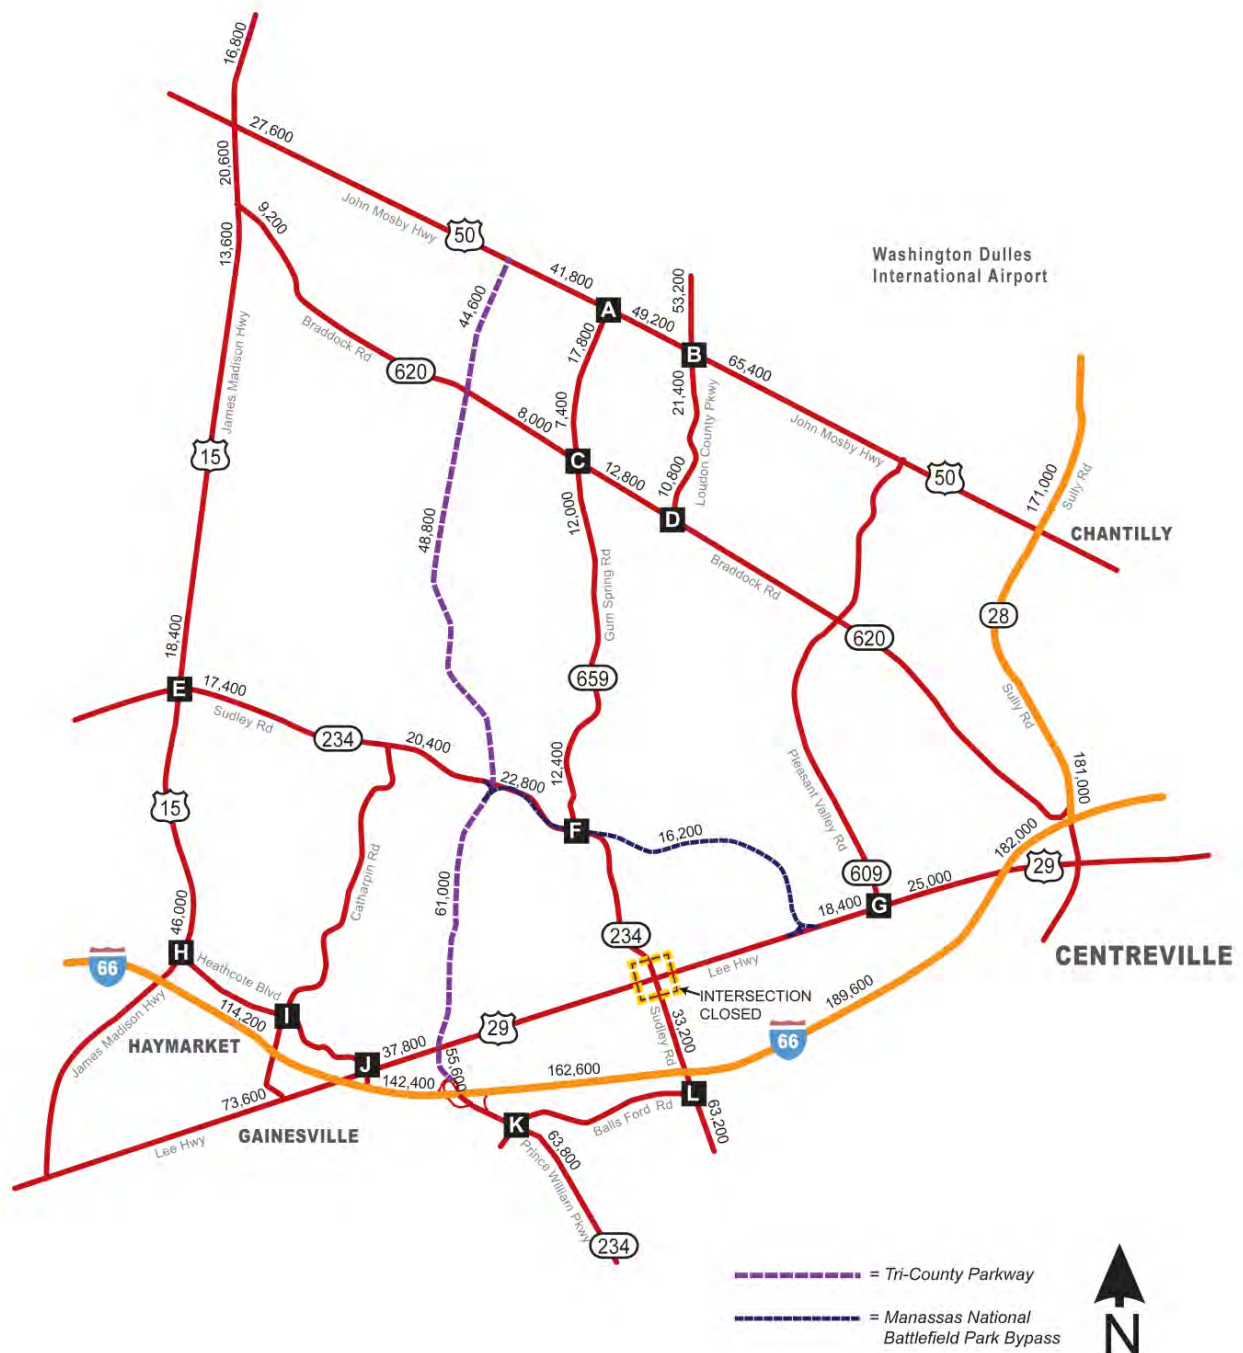 16,800
27,600
20,600
John Mosby Hwy
50
9,200
13,600
Washington Dulles
International Airport
41,800
53,200
44,600
A
49,200
17,800
B
65,400
Braddock Rd
620
James Madison Hwy
21,400
Loudon County Pkwy
7,400
8,000
John Mosby Hwy
15
C
12,800
10,800
50
171,000
Sully Rd
12,000
D
CHANTILLY
48,800
Gum Spring Rd
Braddock Rd
28
18,400
620
659
E
17,400
Sudley Rd
Sully Rd
234
20,400
12,400
22,800
Pleasant Valley Rd
181,000
15
F
16,200
182,000
Catharpin Rd
61,000
609
29
25,000
46,000
18,400
G
234
H
Heathcote Blvd
Lee Hwy
CENTREVILLE
66
James Madison Hwy
114,200
I
INTERSECTION
CLOSED
189,600
33,200
Sudley Rd
29
66
HAYMARKET
37,800
J
55,600
162,600
142,400
73,600
L
63,200
Balls Ford Rd
K
GAINESVILLE
Lee Hwy
63,800
Prince William Pkwy
234
= Tri-County Parkway
= Manassas National
Battlefield Park Bypass
N